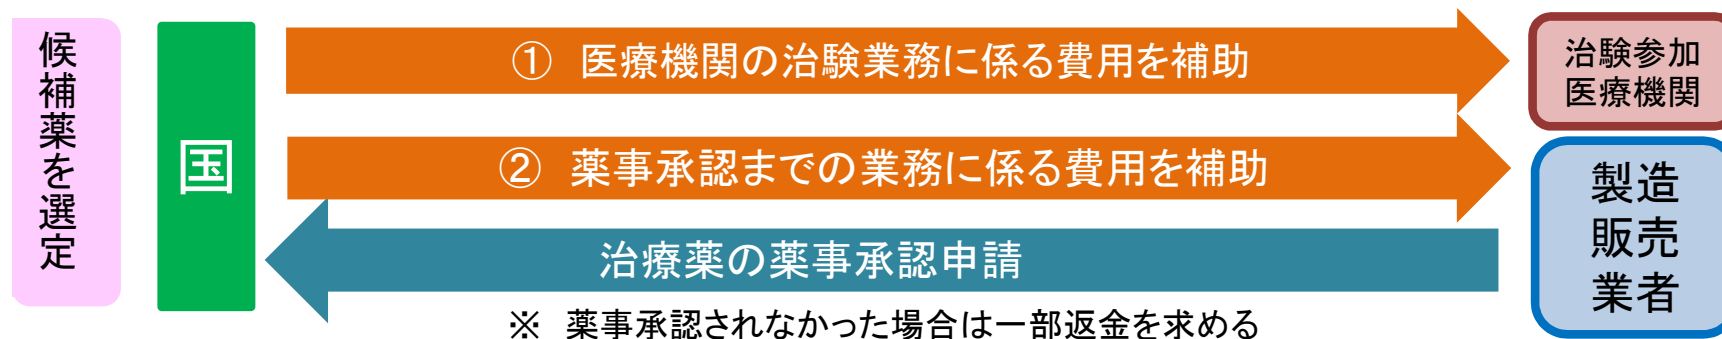 候補薬を選定
国
① 医療機関の治験業務に係る費用を補助
② 薬事承認までの業務に係る費用を補助
治療薬の薬事承認申請
※ 薬事承認されなかった場合は一部返金を求める
治験参加
医療機関
製造
販売
業者